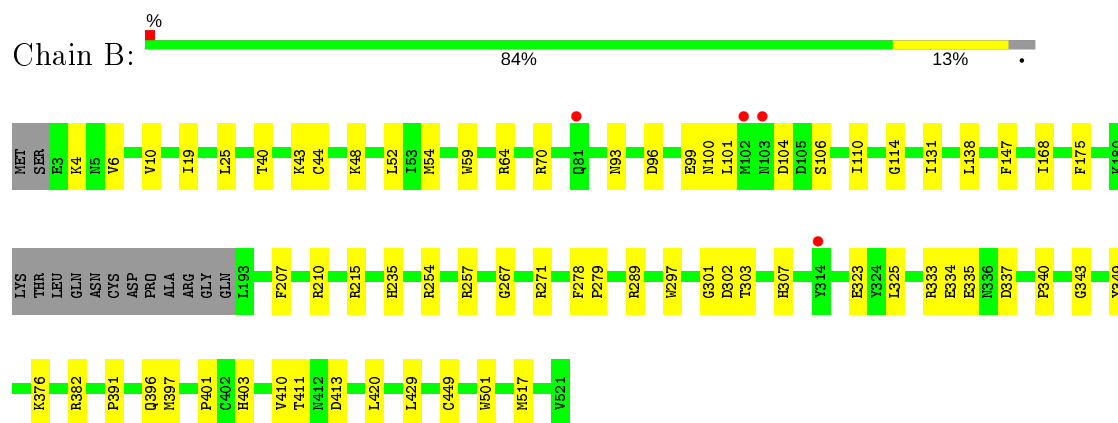 %
Chain B:
84% 13% •
MET SER E3 K4 N5 V6 V10 I19 L25 T40 K43 C44 K48 L52 I53 M54 W59 R64 R70 Q81 N93 D96 E99 N100 L101 M102 N103 D104 D105 S106 I110 G114 I131 L138 F147 I168 F175 K180
LYS THR LEU GLN ASN CYS ASP PRO ALA ARG GLY GLN L193 F207 R210 R215 H235 R254 R257 G267 R271 F278 P279 R289 W297 G301 D302 T303 H307 Y314 E323 Y324 L325 R333 E334 E335 N336 D337 P340 G343 Y349
K376 R382 P391 Q396 M397 P401 C402 H403 V410 T411 N412 D413 L420 L429 C449 W501 M517 V521